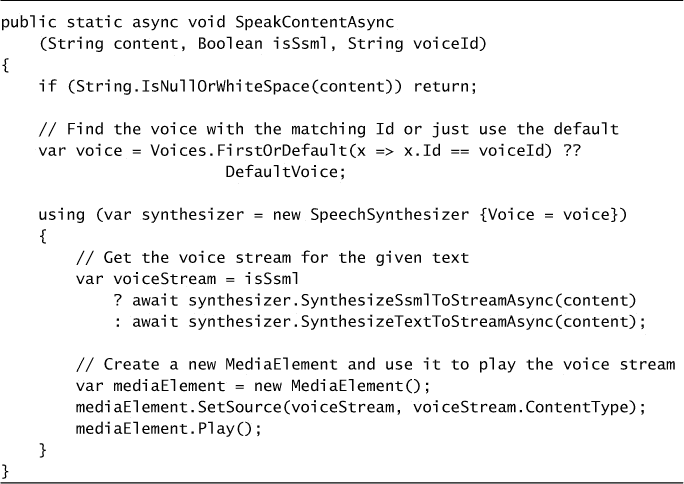 public static async void SpeakContentAsync
    (String content, Boolean isSsml, String voiceId)
{
    if (String.IsNullOrWhiteSpace(content)) return;

    // Find the voice with the matching Id or just use the default
    var voice = Voices.FirstOrDefault(x => x.Id == voiceId) ??
                        DefaultVoice;

    using (var synthesizer = new SpeechSynthesizer {Voice = voice})
    {
        // Get the voice stream for the given text
        var voiceStream = isSsml
            ? await synthesizer.SynthesizeSsmlToStreamAsync(content)
            : await synthesizer.SynthesizeTextToStreamAsync(content);

        // Create a new MediaElement and use it to play the voice stream
        var mediaElement = new MediaElement();
        mediaElement.SetSource(voiceStream, voiceStream.ContentType);
        mediaElement.Play();
    }
}